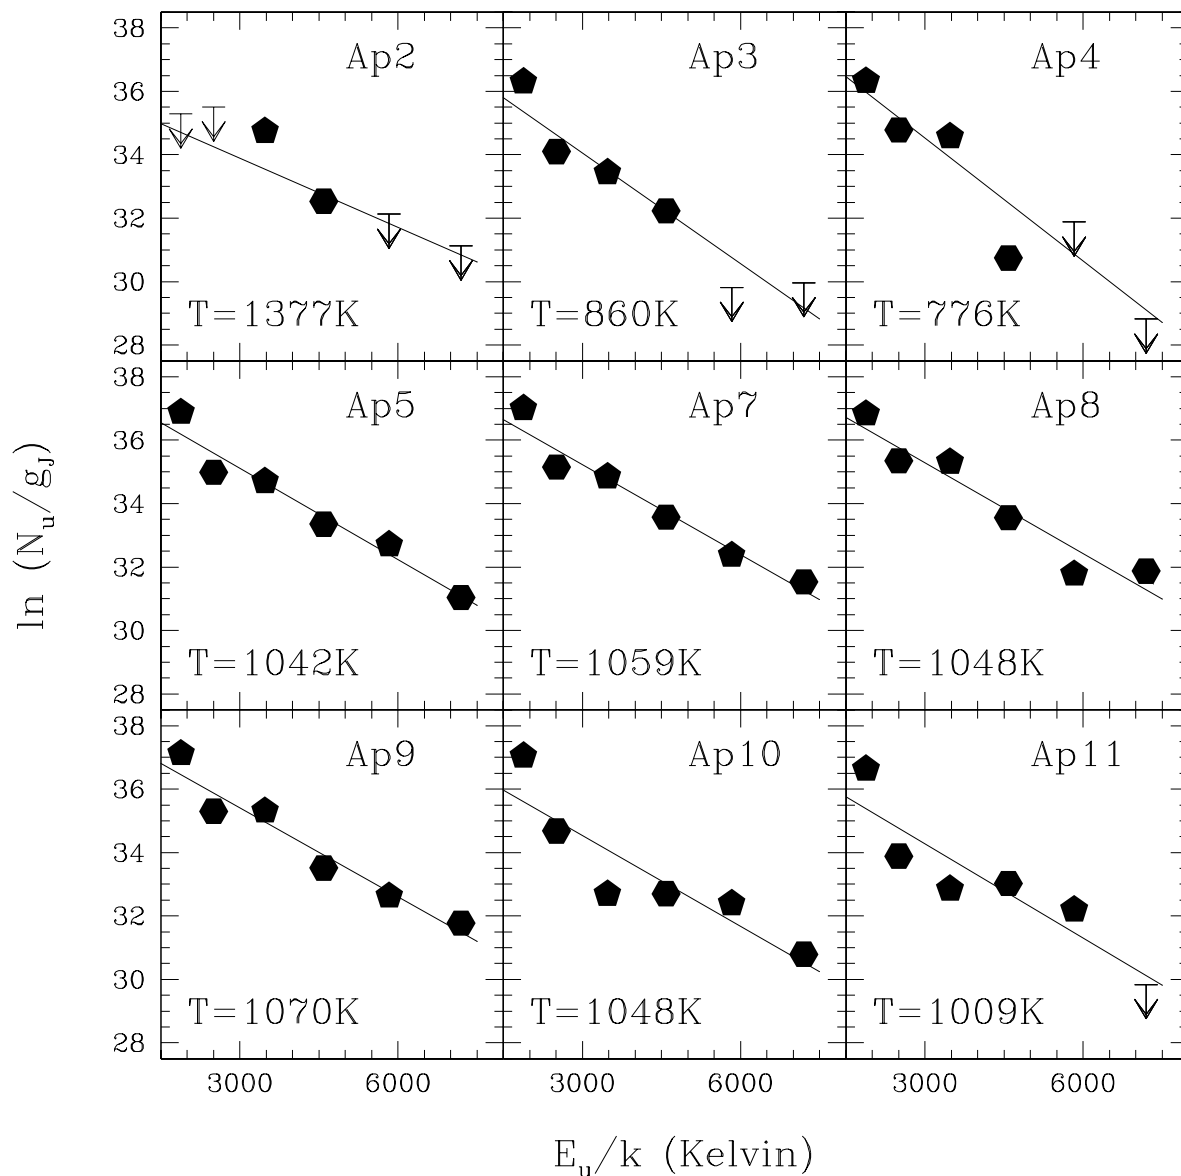 Ap2
Ap3
Ap4
38
36
34
32
30
28
T=1377K
T=860K
T=776K
Ap5
Ap7
Ap8
38
36
34
32
30
28
T=1042K
T=1059K
T=1048K
Ap9
Ap10
Ap11
38
36
34
32
30
28
T=1070K
T=1048K
T=1009K
3000
6000
3000
6000
3000
6000
ln (N_u/g_J)
E_u/k (Kelvin)